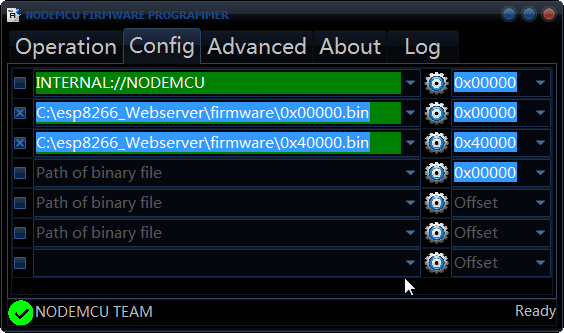 NODEMCU FIRMWARE PROGRAMMER
Operation Config Advanced About Log
INTERNAL://NODEMCU 0x00000
C:\esp8266_Webserver\firmware\0x00000.bin 0x00000
C:\esp8266_Webserver\firmware\0x40000.bin 0x40000
Path of binary file 0x00000
Path of binary file Offset
Path of binary file Offset
Offset
NODEMCU TEAM Ready